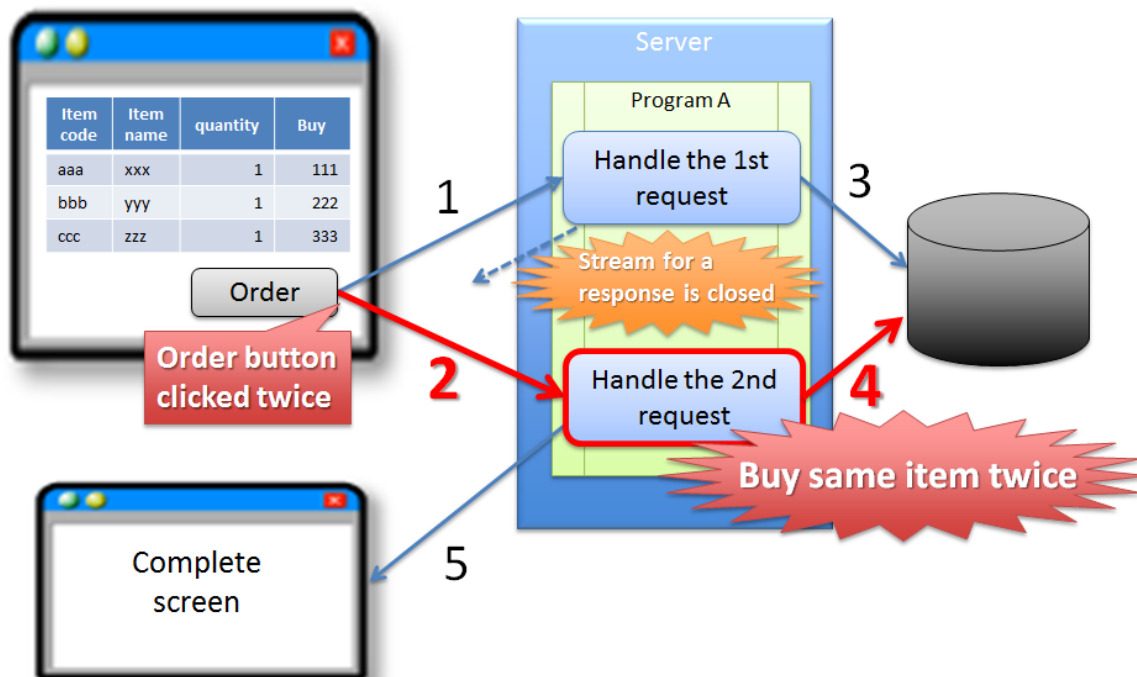 Server
Program A
Item code
Item name
quantity
Buy
aaa xxx 1 111
bbb yyy 1 222
ccc zzz 1 333
Order
Order button
clicked twice
1
Handle the 1st
request
3
Stream for a
response is closed
2
Handle the 2nd
request
4
Buy same item twice
5
Complete
screen